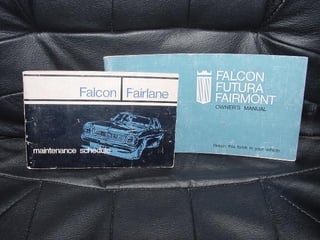 Falcon Fairlane
maintenance schedule
FALCON
FUTURA
FAIRMONT
OWNER'S MANUAL
Retain this book in your vehicle